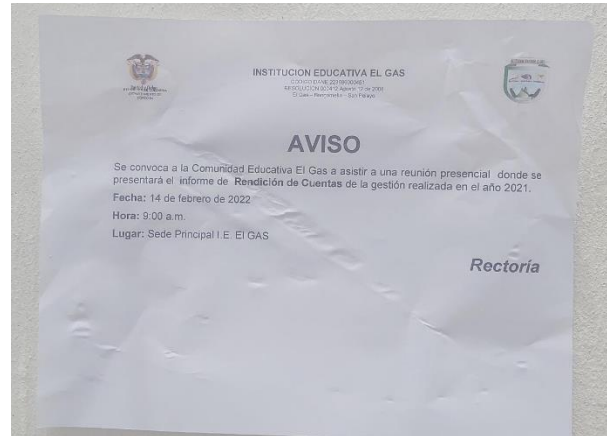 INSTITUCION EDUCATIVA EL GAS
AVISO
Se convoca a la Comunidad Educativa El Gas a asistir a una reunión presencial donde se
presentará el informe de Rendición de Cuentas de la gestión realizada en el año 2021.
Fecha: 14 de febrero de 2022
Hora: 9:00 a.m.
Lugar: Sede Principal I.E. El GAS
Rectoría